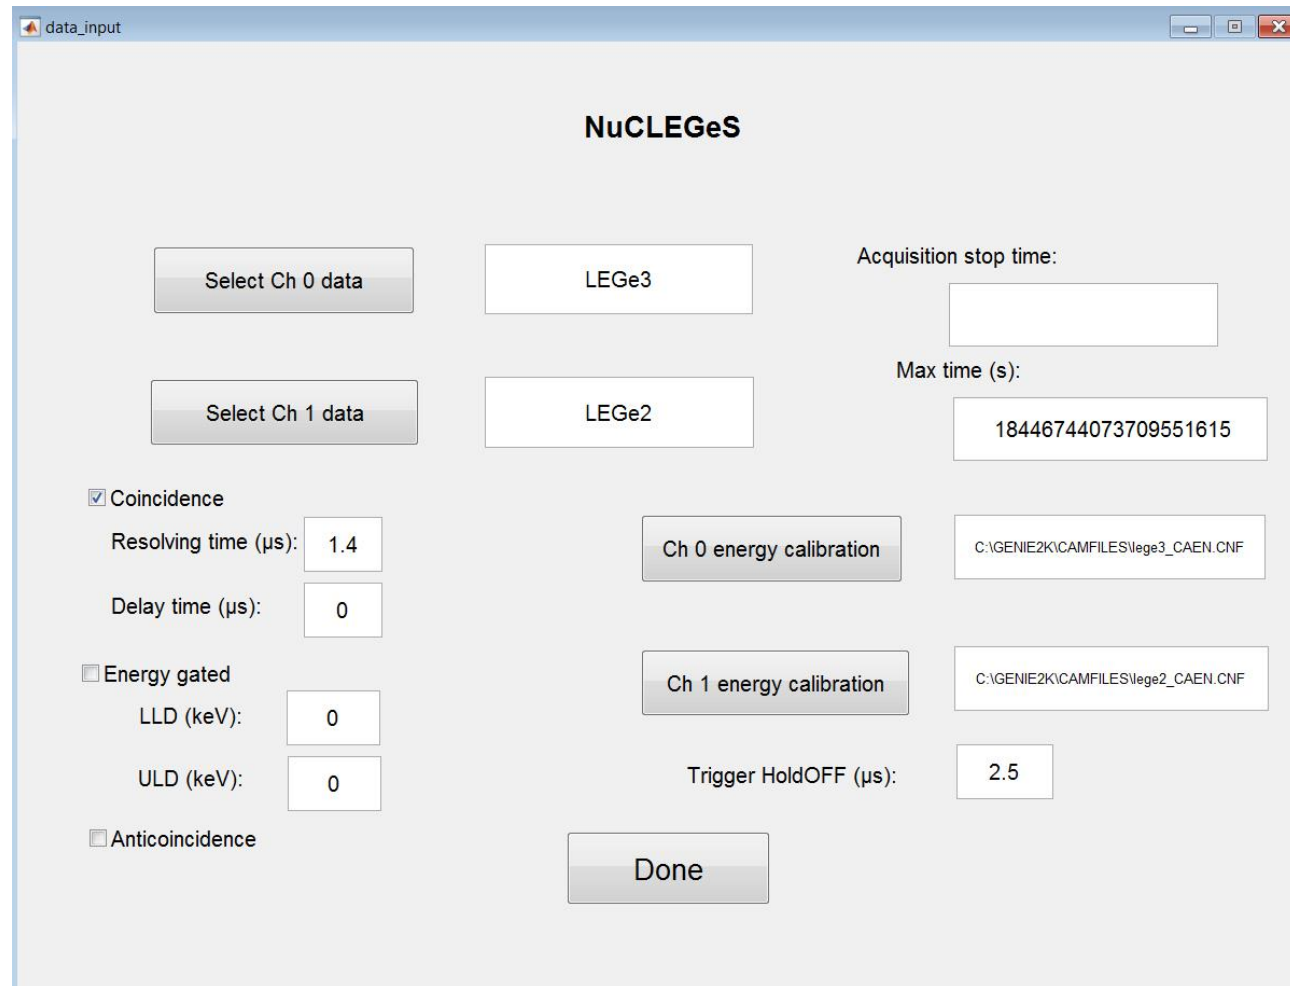 data_input
NuCLEGeS
Select Ch 0 data
LEGe3
Acquisition stop time:
Max time (s):
Select Ch 1 data
LEGe2
18446744073709551615
Coincidence
Resolving time (μs):
1.4
Ch 0 energy calibration
C:\GENIE2K\CAMFILES\lege3_CAEN.CNF
Delay time (μs):
0
Energy gated
Ch 1 energy calibration
C:\GENIE2K\CAMFILES\lege2_CAEN.CNF
LLD (keV):
0
ULD (keV):
0
Trigger HoldOFF (μs):
2.5
Anticoincidence
Done